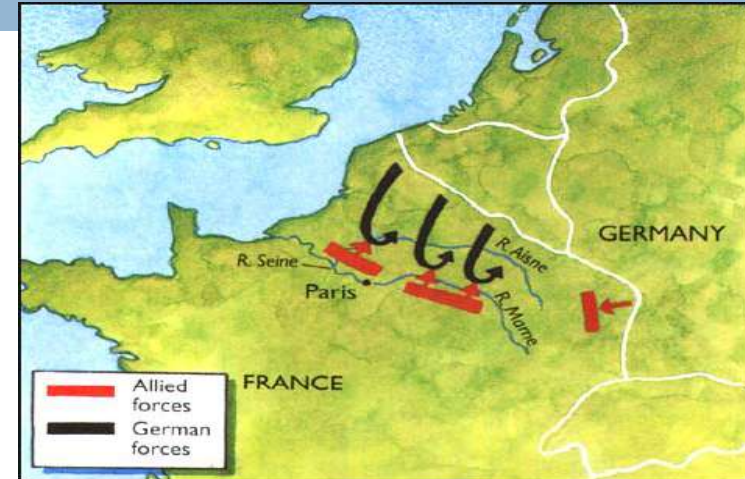 GERMANY
R. Aisne
R. Seine
Paris
R. Marne
FRANCE
Allied
forces
German
forces